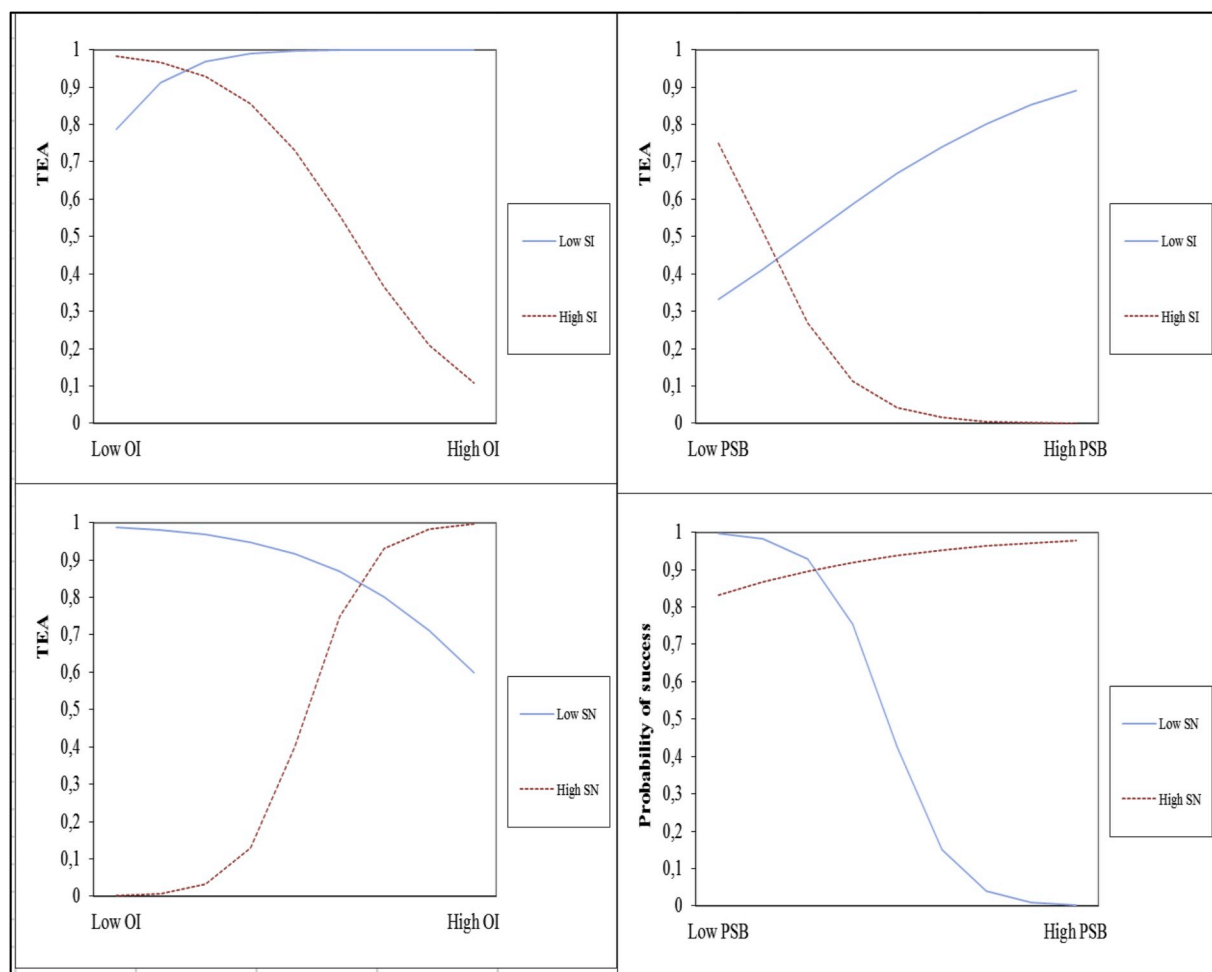 1
0,9
0,8
0,7
0,6
0,5
0,4
0,3
0,2
0,1
0
TEA
Low OI
High OI
Low SI
High SI
1
0,9
0,8
0,7
0,6
0,5
0,4
0,3
0,2
0,1
0
TEA
Low PSB
High PSB
Low SI
High SI
1
0,9
0,8
0,7
0,6
0,5
0,4
0,3
0,2
0,1
0
TEA
Low OI
High OI
Low SN
High SN
1
0,9
0,8
0,7
0,6
0,5
0,4
0,3
0,2
0,1
0
Probability of success
Low PSB
High PSB
Low SN
High SN